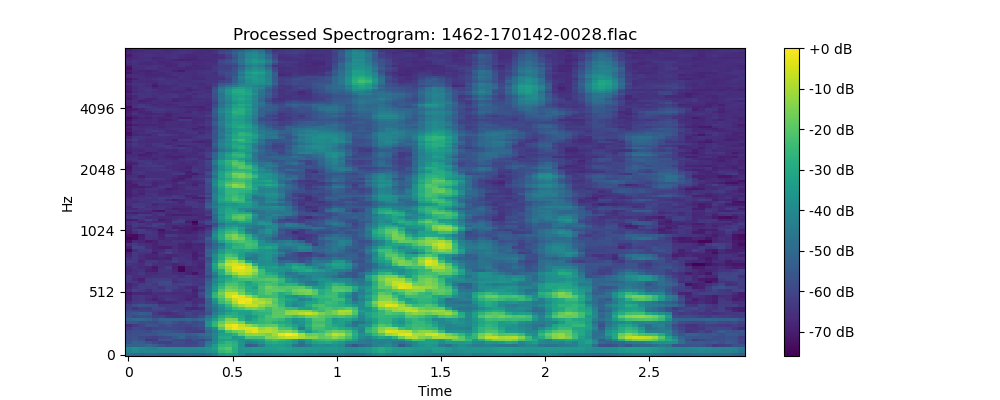 Processed Spectrogram: 1462-170142-0028.flac
+0 dB
-10 dB
-20 dB
-30 dB
-40 dB
-50 dB
-60 dB
-70 dB
Hz
4096
2048
1024
512
0
0 0.5 1 1.5 2 2.5
Time